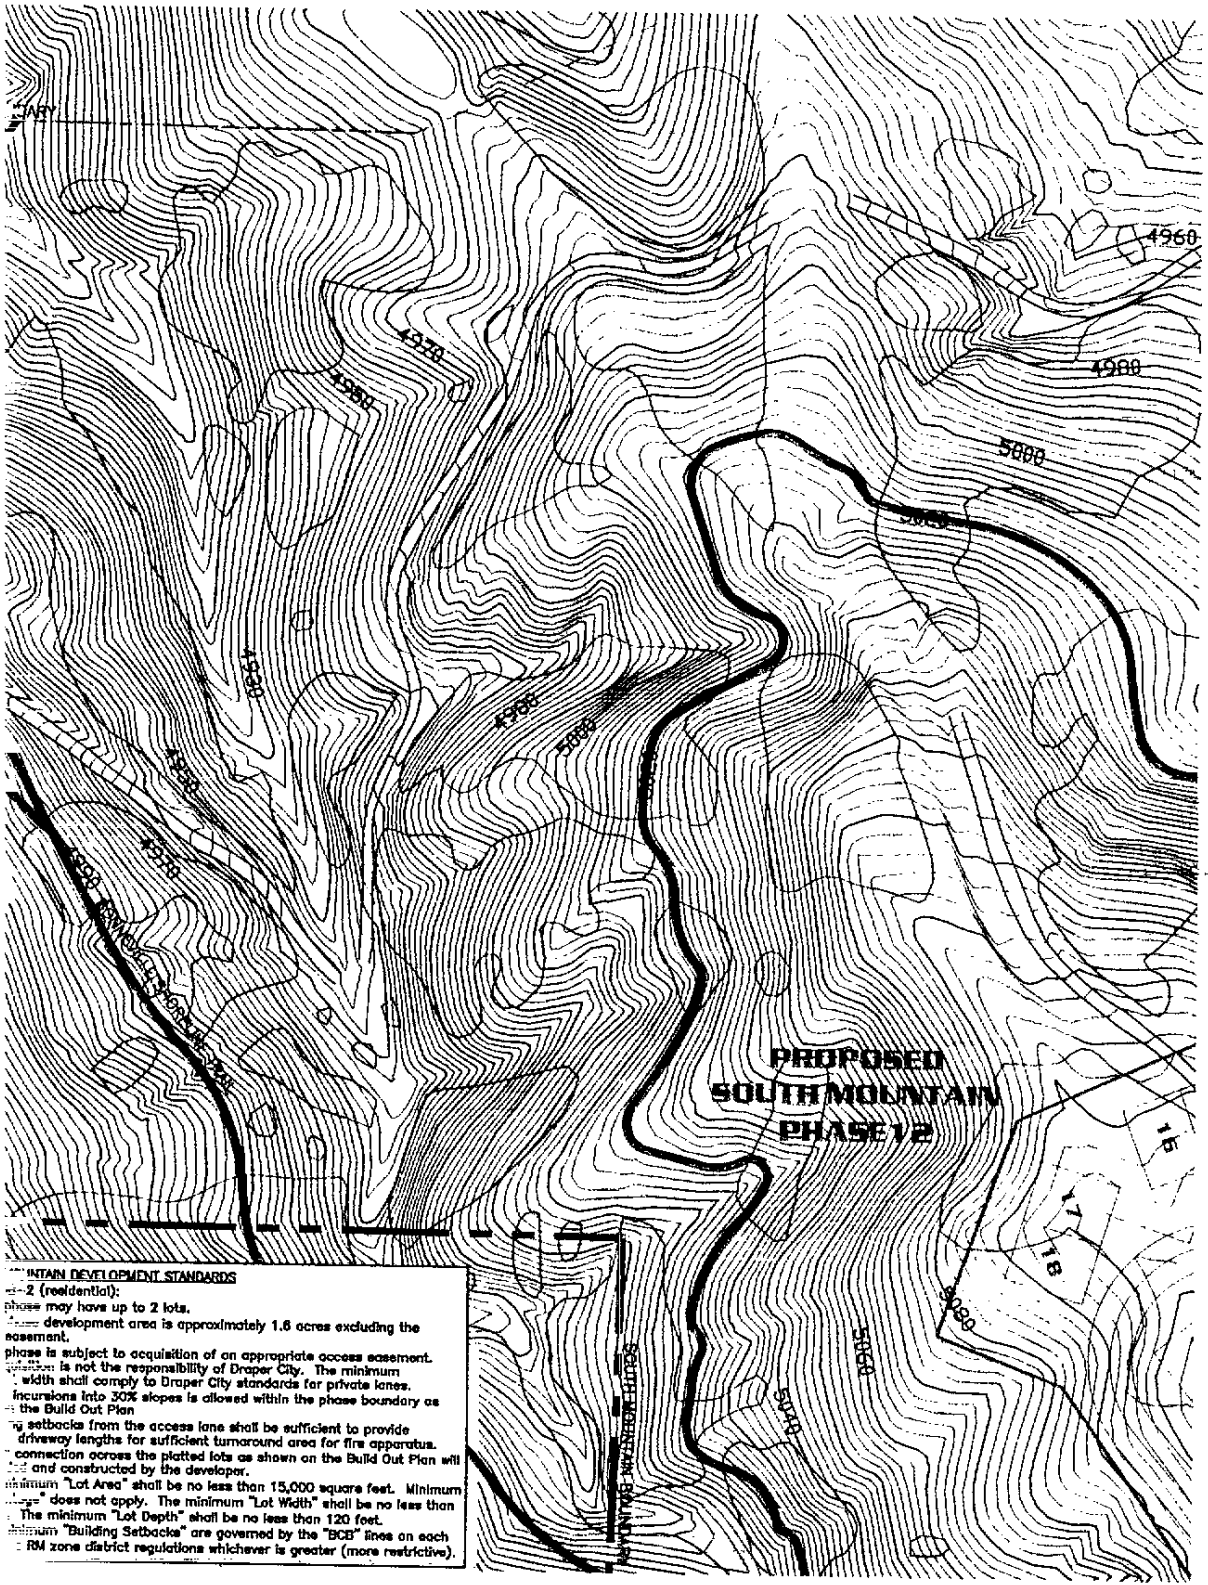 4960
4970
4980
4980
5000
4930
4980
5000
4950
4970
4990
PROPOSED
SOUTH MOUNTAIN
PHASE 12
16
17
18
5080
5060
5040
SOUTH MOUNTAIN BOUNDARY
INTAIN DEVELOPMENT STANDARDS
-2 (residential):
phase may have up to 2 lots.
development area is approximately 1.6 acres excluding the
easement.
phase is subject to acquisition of an appropriate access easement.
is not the responsibility of Draper City. The minimum
width shall comply to Draper City standards for private lanes.
incursions into 30% slopes is allowed within the phase boundary as
the Build Out Plan
setbacks from the access lane shall be sufficient to provide
driveway lengths for sufficient turnaround area for fire apparatus.
connection across the platted lots as shown on the Build Out Plan will
and constructed by the developer.
minimum "Lot Area" shall be no less than 15,000 square feet. Minimum
does not apply. The minimum "Lot Width" shall be no less than
The minimum "Lot Depth" shall be no less than 120 feet.
"Building Setbacks" are governed by the "BCB" lines on each
RM zone district regulations whichever is greater (more restrictive).